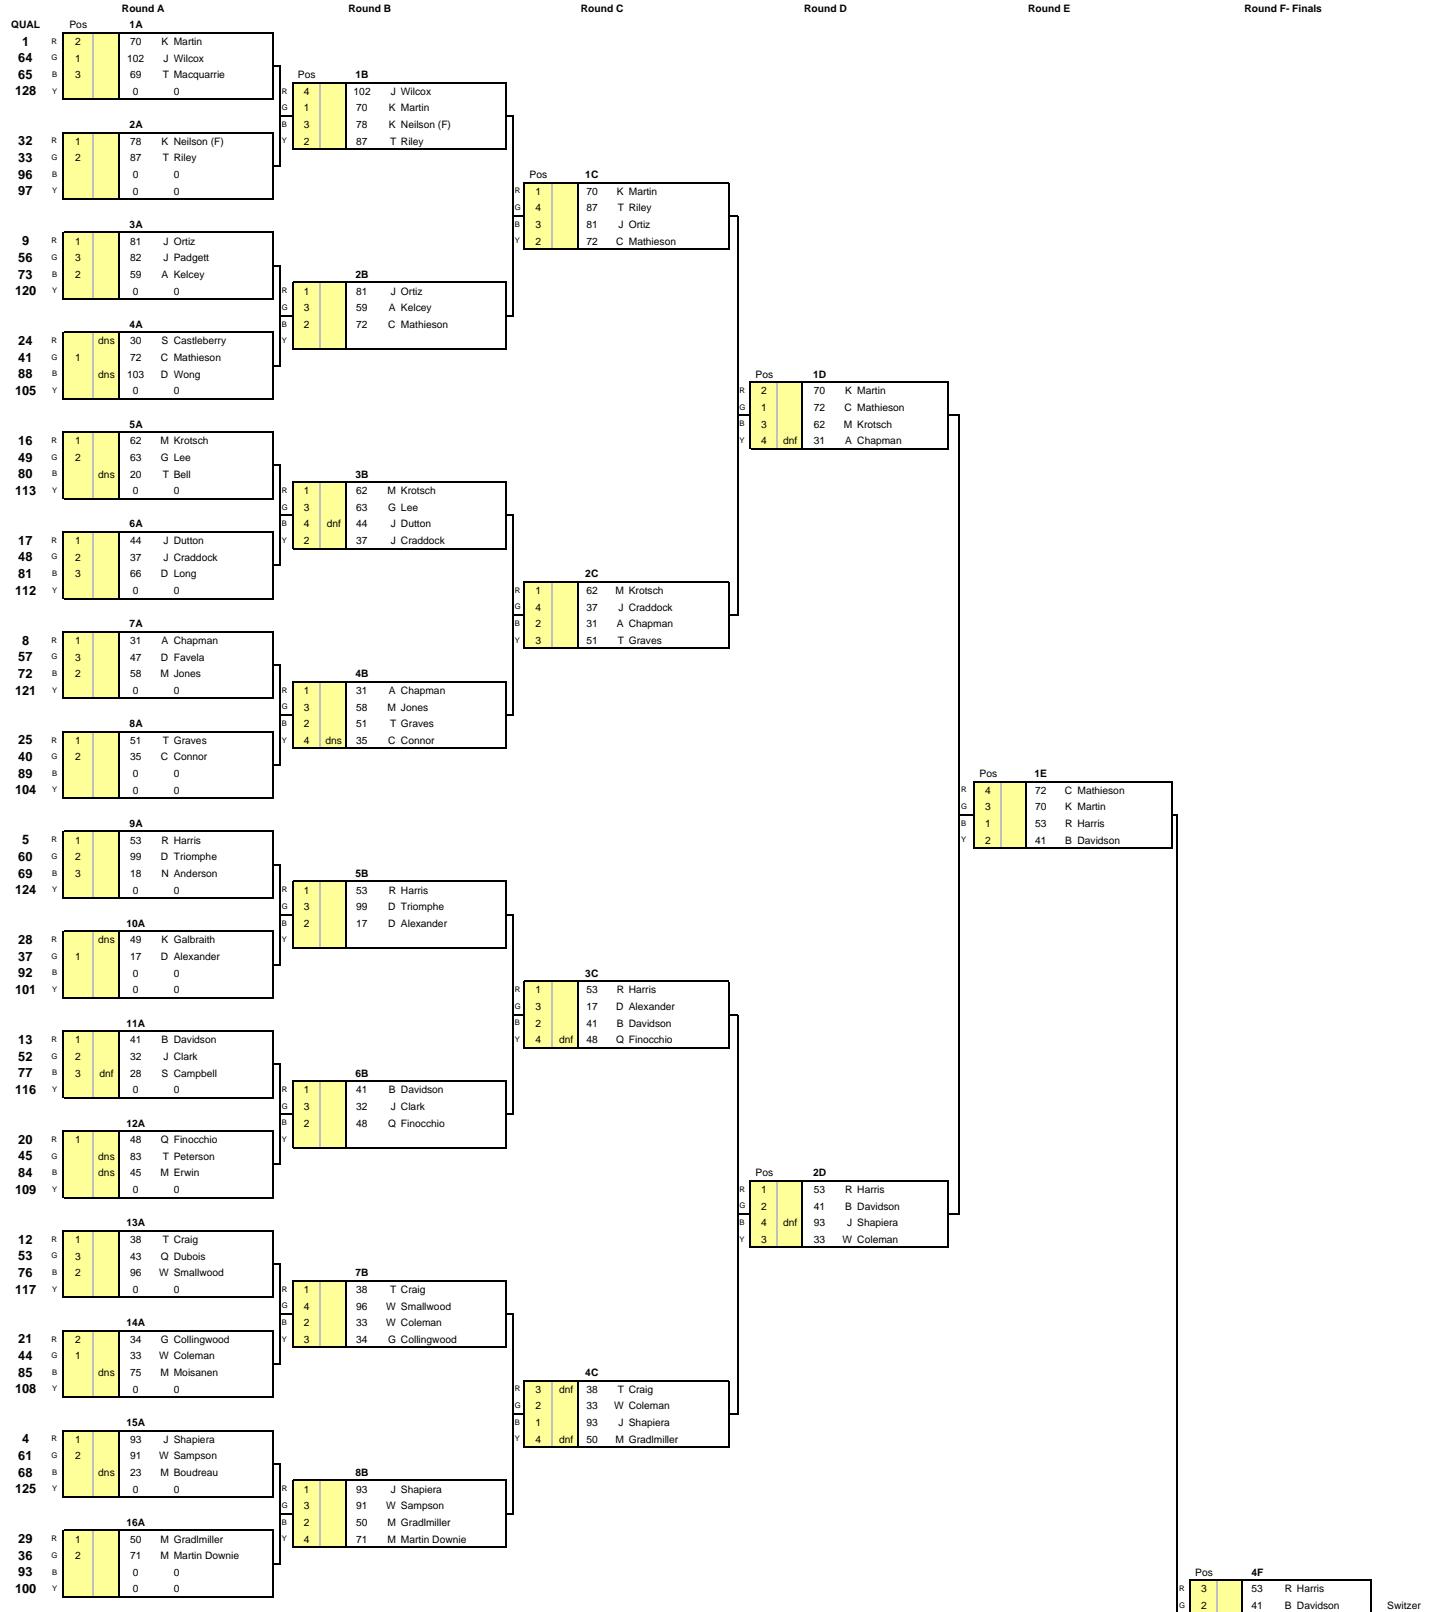 Round A Round B Round C Round D Round E Round F- Finals
QUAL Pos 1A
1 R 2 70 K Martin
64 G 1 102 J Wilcox
65 B 3 69 T Macquarrie
128 Y 0 0
2A
32 R 1 78 K Neilson (F)
33 G 2 87 T Riley
96 B 0 0
97 Y 0 0
3A
9 R 1 81 J Ortiz
56 G 3 82 J Padgett
73 B 2 59 A Kelcey
120 Y 0 0
4A
24 R dns 30 S Castleberry
41 G 1 72 C Mathieson
88 B dns 103 D Wong
105 Y 0 0
5A
16 R 1 62 M Krotsch
49 G 2 63 G Lee
80 B dns 20 T Bell
113 Y 0 0
6A
17 R 1 44 J Dutton
48 G 2 37 J Craddock
81 B 3 66 D Long
112 Y 0 0
7A
8 R 1 31 A Chapman
57 G 3 47 D Favela
72 B 2 58 M Jones
121 Y 0 0
8A
25 R 1 51 T Graves
40 G 2 35 C Connor
89 B 0 0
104 Y 0 0
9A
5 R 1 53 R Harris
60 G 2 99 D Triomphe
69 B 3 18 N Anderson
124 Y 0 0
10A
28 R dns 49 K Galbraith
37 G 1 17 D Alexander
92 B 0 0
101 Y 0 0
11A
13 R 1 41 B Davidson
52 G 2 32 J Clark
77 B 3 dnf 28 S Campbell
116 Y 0 0
12A
20 R 1 48 Q Finocchio
45 G dns 83 T Peterson
84 B dns 45 M Erwin
109 Y 0 0
13A
12 R 1 38 T Craig
53 G 3 43 Q Dubois
76 B 2 96 W Smallwood
117 Y 0 0
14A
21 R 2 34 G Collingwood
44 G 1 33 W Coleman
85 B dns 75 M Moisanen
108 Y 0 0
15A
4 R 1 93 J Shapiera
61 G 2 91 W Sampson
68 B dns 23 M Boudreau
125 Y 0 0
16A
29 R 1 50 M Gradlmiller
36 G 2 71 M Martin Downie
93 B 0 0
100 Y 0 0
Pos 1B
R 4 102 J Wilcox
G 1 70 K Martin
B 3 78 K Neilson (F)
Y 2 87 T Riley
2B
R 1 81 J Ortiz
G 3 59 A Kelcey
B 2 72 C Mathieson
Y
3B
R 1 62 M Krotsch
G 3 63 G Lee
B 4 dnf 44 J Dutton
Y 2 37 J Craddock
4B
R 1 31 A Chapman
G 3 58 M Jones
B 2 51 T Graves
Y 4 dns 35 C Connor
5B
R 1 53 R Harris
G 3 99 D Triomphe
B 2 17 D Alexander
Y
6B
R 1 41 B Davidson
G 3 32 J Clark
B 2 48 Q Finocchio
Y
7B
R 1 38 T Craig
G 4 96 W Smallwood
B 2 33 W Coleman
Y 3 34 G Collingwood
8B
R 1 93 J Shapiera
G 3 91 W Sampson
B 2 50 M Gradlmiller
Y 4 71 M Martin Downie
Pos 1C
R 1 70 K Martin
G 4 87 T Riley
B 3 81 J Ortiz
Y 2 72 C Mathieson
2C
R 1 62 M Krotsch
G 4 37 J Craddock
B 2 31 A Chapman
Y 3 51 T Graves
3C
R 1 53 R Harris
G 3 17 D Alexander
B 2 41 B Davidson
Y 4 dnf 48 Q Finocchio
4C
R 3 dnf 38 T Craig
G 2 33 W Coleman
B 1 93 J Shapiera
Y 4 dnf 50 M Gradlmiller
Pos 1D
R 2 70 K Martin
G 1 72 C Mathieson
B 3 62 M Krotsch
Y 4 dnf 31 A Chapman
Pos 2D
R 1 53 R Harris
G 2 41 B Davidson
B 4 dnf 93 J Shapiera
Y 3 33 W Coleman
Pos 1E
R 4 72 C Mathieson
G 3 70 K Martin
B 1 53 R Harris
Y 2 41 B Davidson
Pos 4F
R 3 53 R Harris
G 2 41 B Davidson Switzer